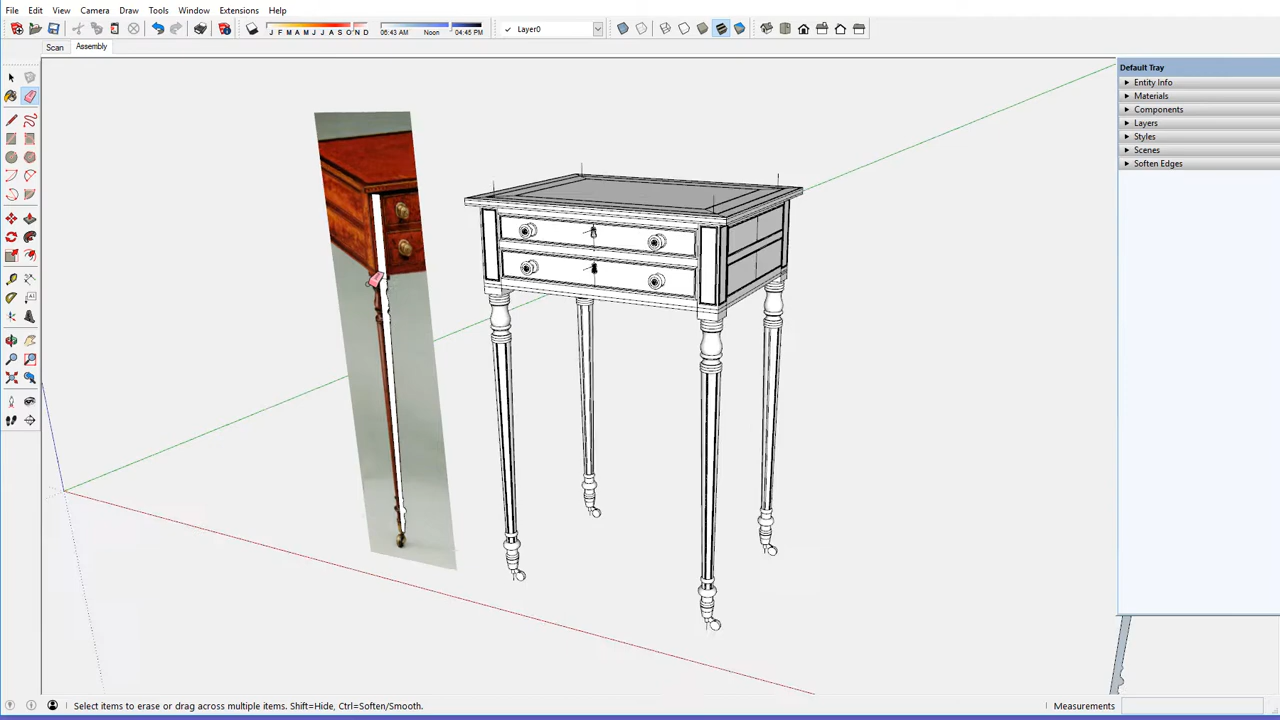 File Edit View Camera Draw Tools Window Extensions Help
J F M A M J J A S O N D 06:43 AM Noon 04:45 PM Layer0
Scan Assembly
Default Tray
Entity Info
Materials
Components
Layers
Styles
Scenes
Soften Edges
Select items to erase or drag across multiple items. Shift=Hide, Ctrl=Soften/Smooth. Measurements